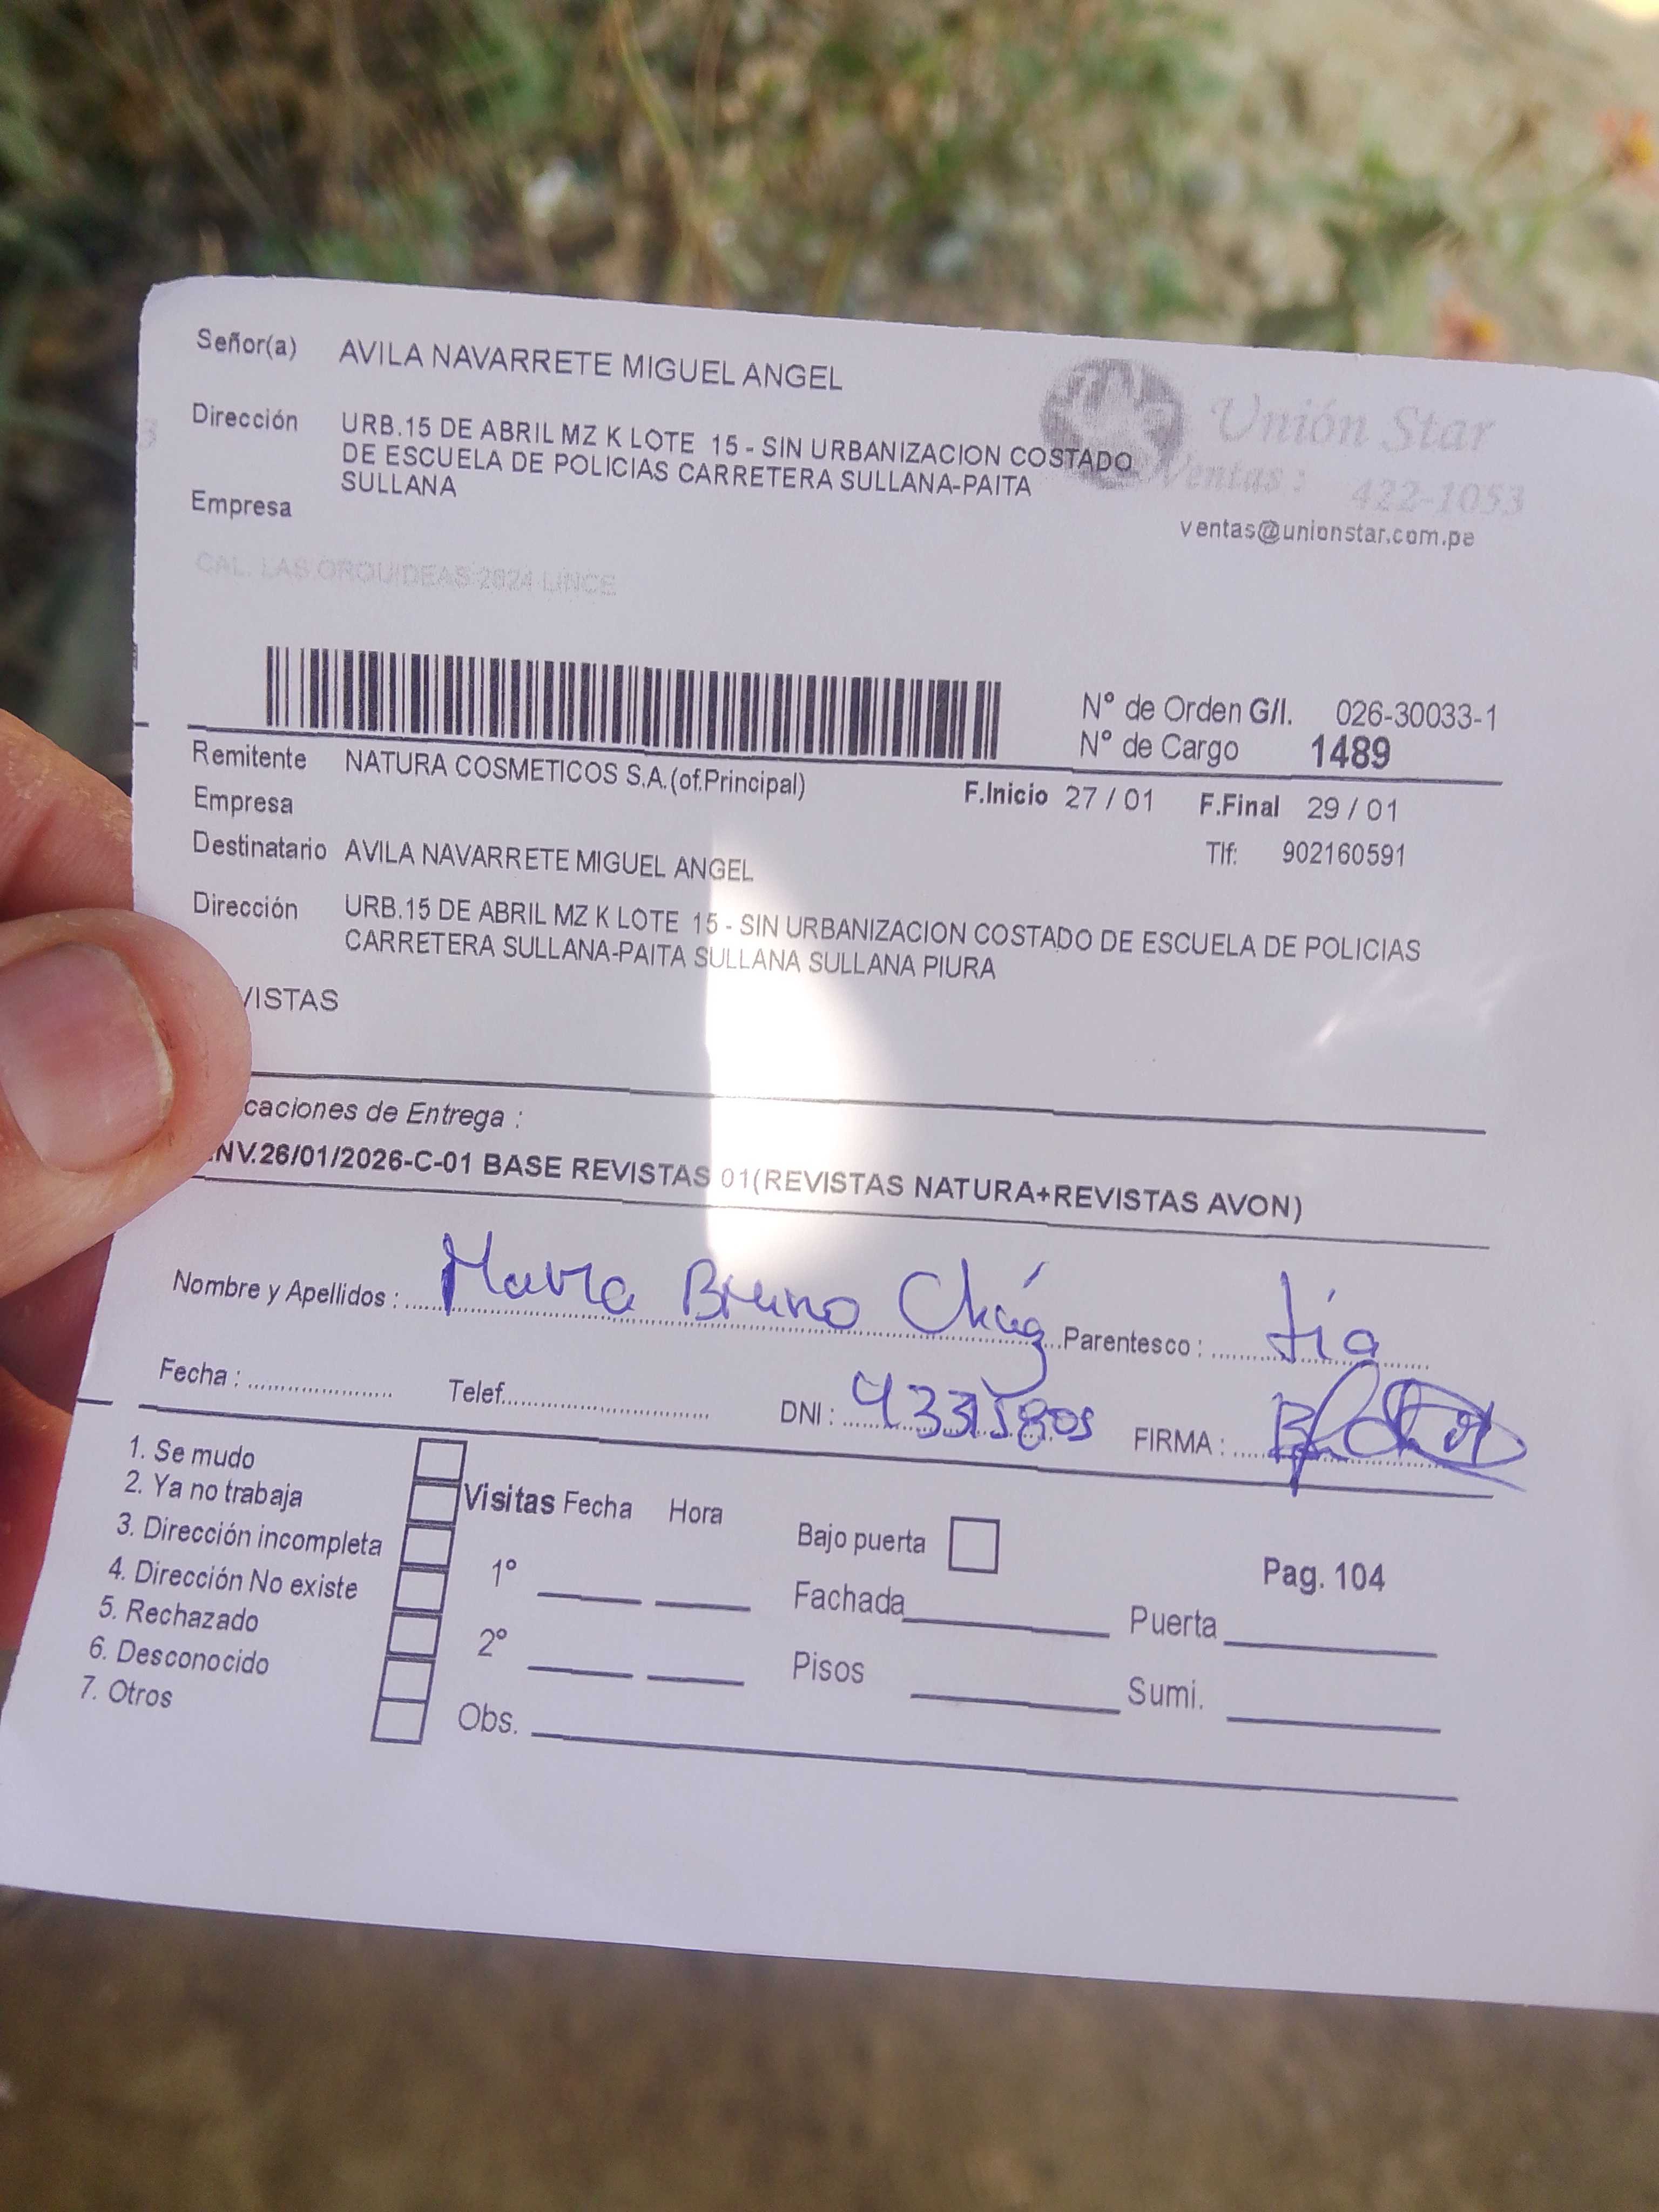 Señor(a) AVILA NAVARRETE MIGUEL ANGEL
Unión Star
Dirección URB.15 DE ABRIL MZ K LOTE 15 - SIN URBANIZACION COSTADO
DE ESCUELA DE POLICIAS CARRETERA SULLANA-PAITA
SULLANA
Ventas: 422-1053
Empresa
ventas@unionstar.com.pe
CAL. LAS ORQUIDEAS 2624 LINCE
Nº de Orden G/I. 026-30033-1
Nº de Cargo 1489
Remitente NATURA COSMETICOS S.A.(of.Principal)
F.Inicio 27 / 01 F.Final 29 / 01
Empresa
Destinatario AVILA NAVARRETE MIGUEL ANGEL
Tlf: 902160591
Dirección URB.15 DE ABRIL MZ K LOTE 15 - SIN URBANIZACION COSTADO DE ESCUELA DE POLICIAS
CARRETERA SULLANA-PAITA SULLANA SULLANA PIURA
VISTAS
caciones de Entrega :
NV.26/01/2026-C-01 BASE REVISTAS 01(REVISTAS NATURA+REVISTAS AVON)
Nombre y Apellidos : Bruno Parentesco : tía
Fecha : Telef. DNI : FIRMA :
1. Se mudo
2. Ya no trabaja
3. Dirección incompleta
4. Dirección No existe
5. Rechazado
6. Desconocido
7. Otros
Visitas Fecha Hora
1º
2º
Obs.
Bajo puerta
Fachada
Pisos
Pag. 104
Puerta
Sumi.